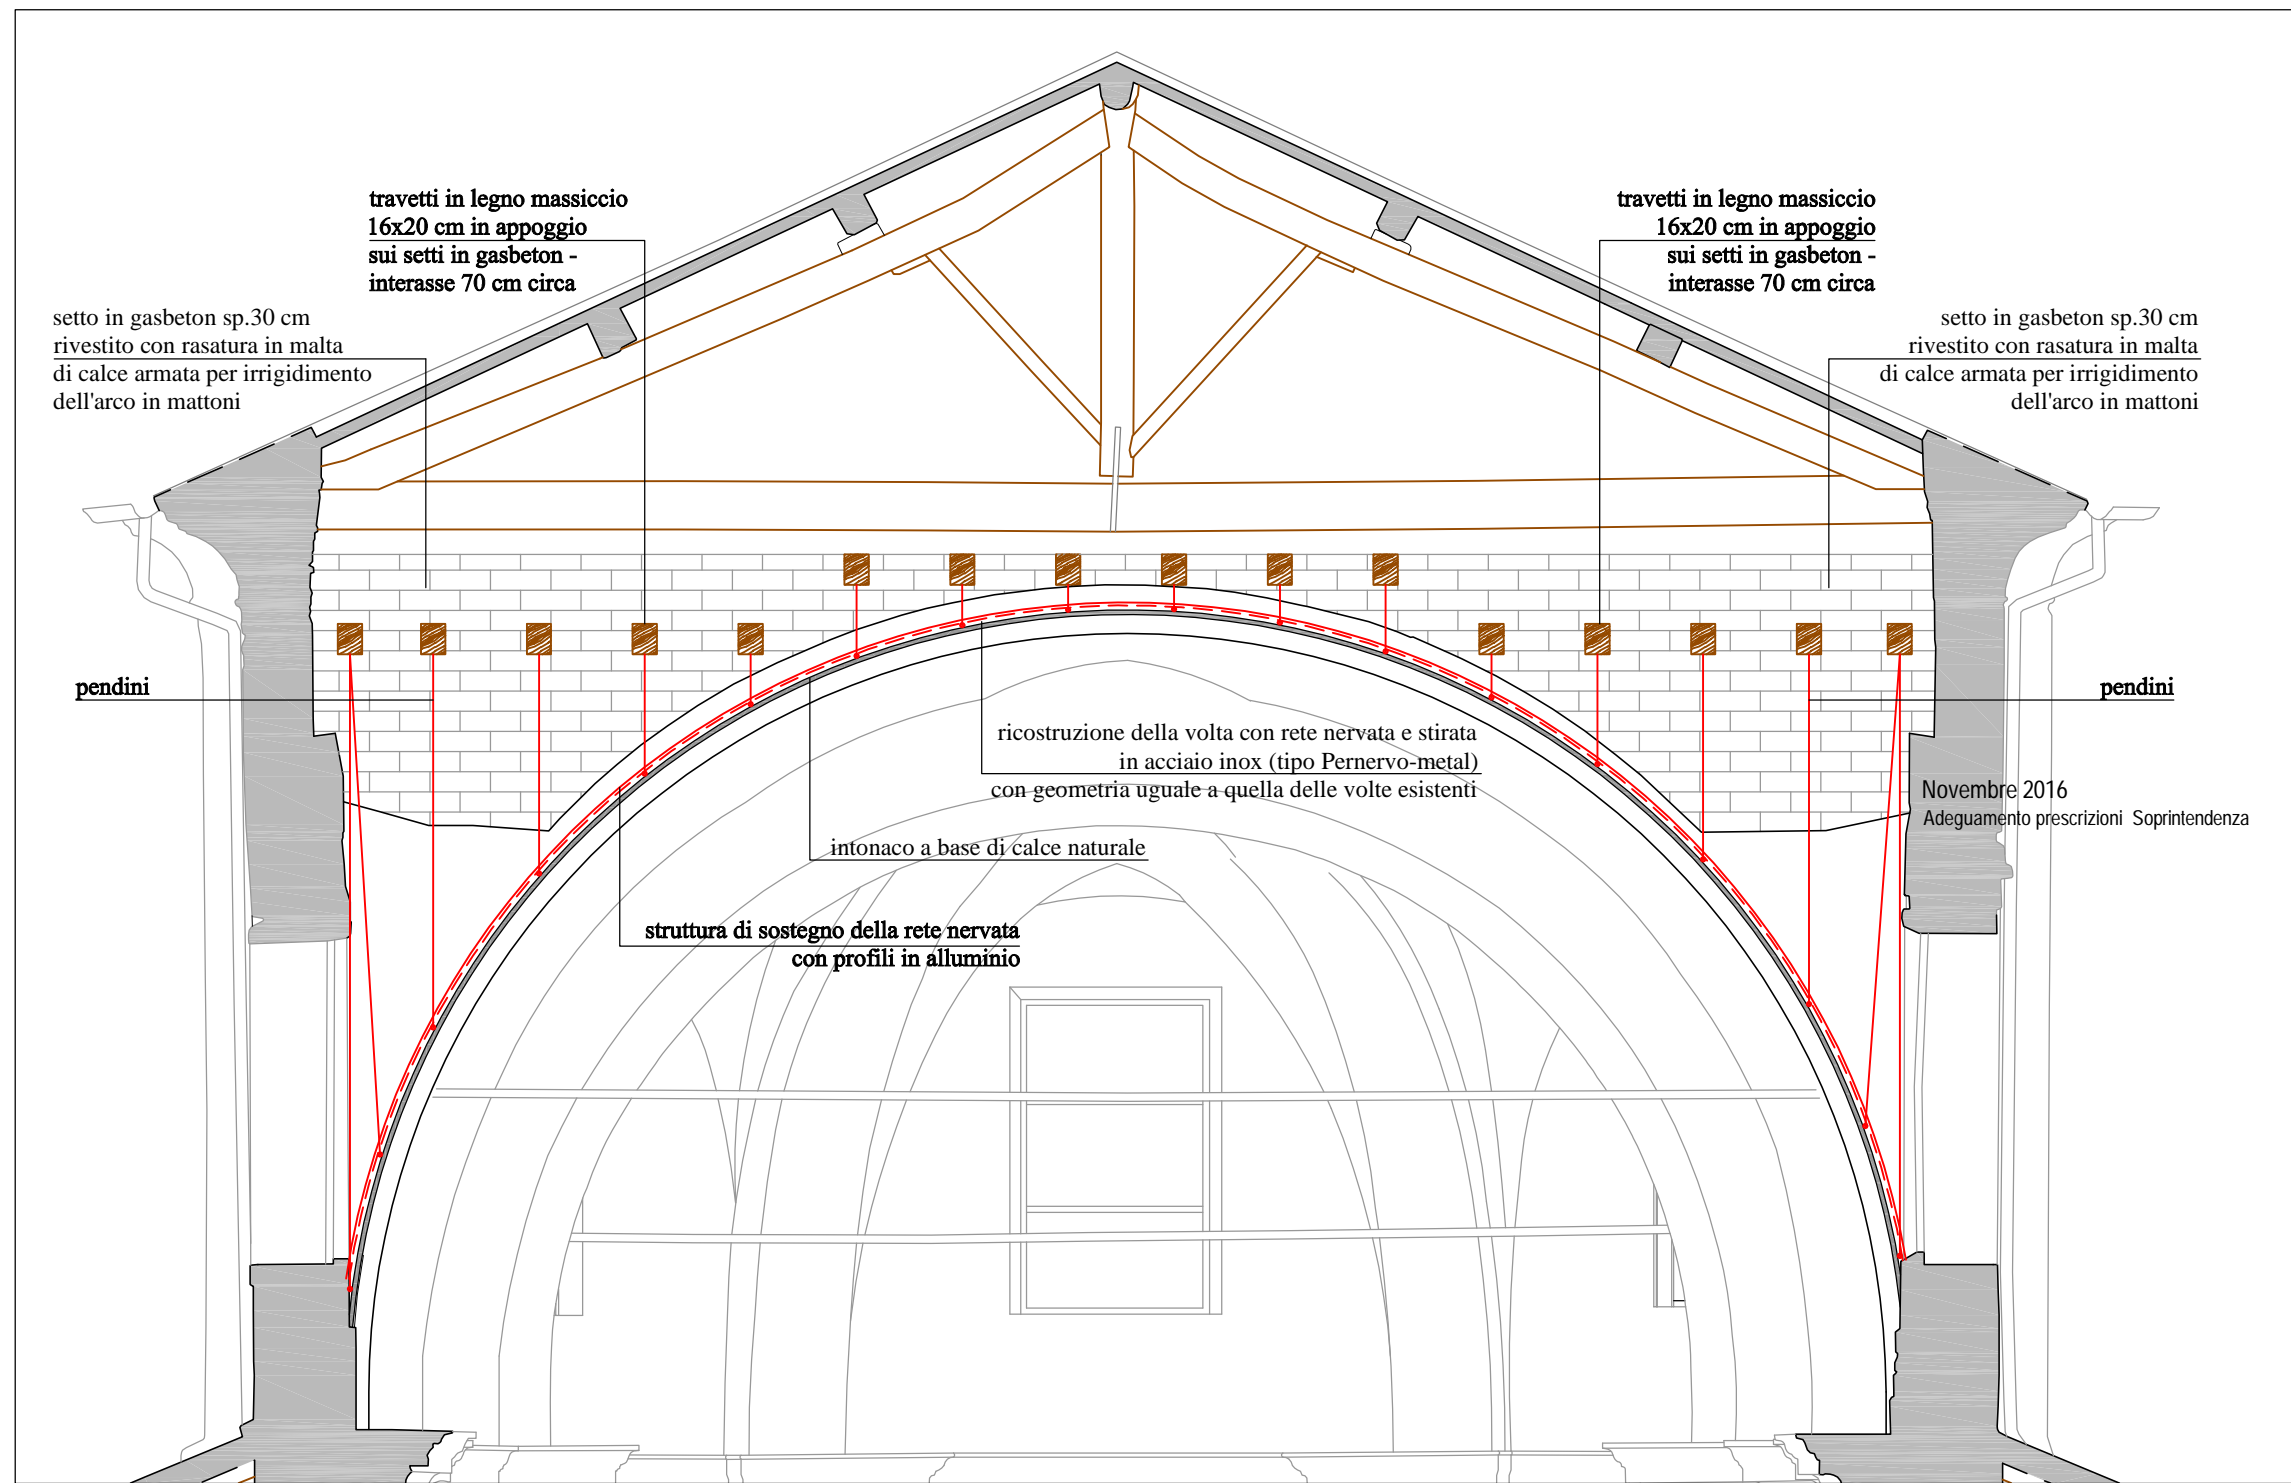 travetti in legno massiccio
16x20 cm in appoggio
sui setti in gasbeton -
interasse 70 cm circa
travetti in legno massiccio
16x20 cm in appoggio
sui setti in gasbeton -
interasse 70 cm circa
setto in gasbeton sp.30 cm
rivestito con rasatura in malta
di calce armata per irrigidimento
dell'arco in mattoni
setto in gasbeton sp.30 cm
rivestito con rasatura in malta
di calce armata per irrigidimento
dell'arco in mattoni
pendini
pendini
ricostruzione della volta con rete nervata e stirata
in acciaio inox (tipo Pernervo-metal)
con geometria uguale a quella delle volte esistenti
Novembre 2016
Adeguamento prescrizioni Soprintendenza
intonaco a base di calce naturale
struttura di sostegno della rete nervata
con profili in alluminio